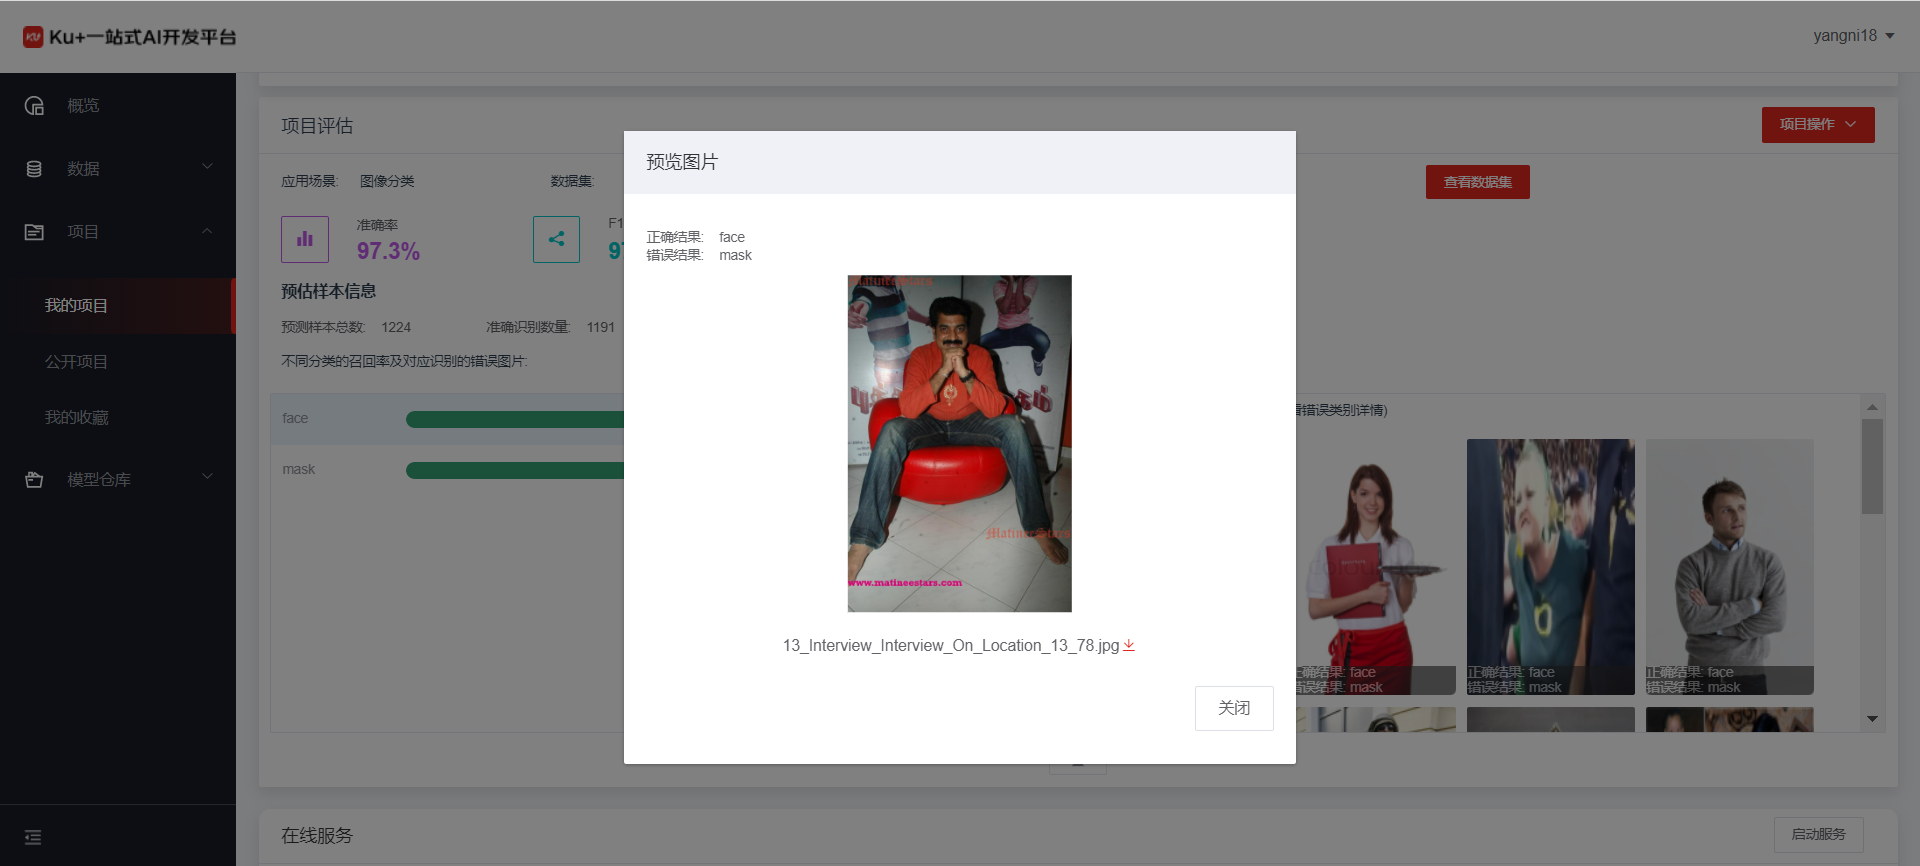 Ku+一站式AI开发平台
yangni18
概览
数据
项目
我的项目
公开项目
我的收藏
模型仓库
项目评估
项目操作
应用场景: 图像分类
数据集:
查看数据集
准确率
97.3%
F1
97
预估样本信息
预测样本总数: 1224
准确识别数量: 1191
不同分类的召回率及对应识别的错误图片:
face
mask
错误类别详情)
正确结果: face
错误结果: mask
正确结果: face
错误结果: mask
正确结果: face
错误结果: mask
预览图片
正确结果: face
错误结果: mask
MatineeStars
MatineeStars
www.matineestars.com
13_Interview_Interview_On_Location_13_78.jpg
关闭
在线服务
启动服务